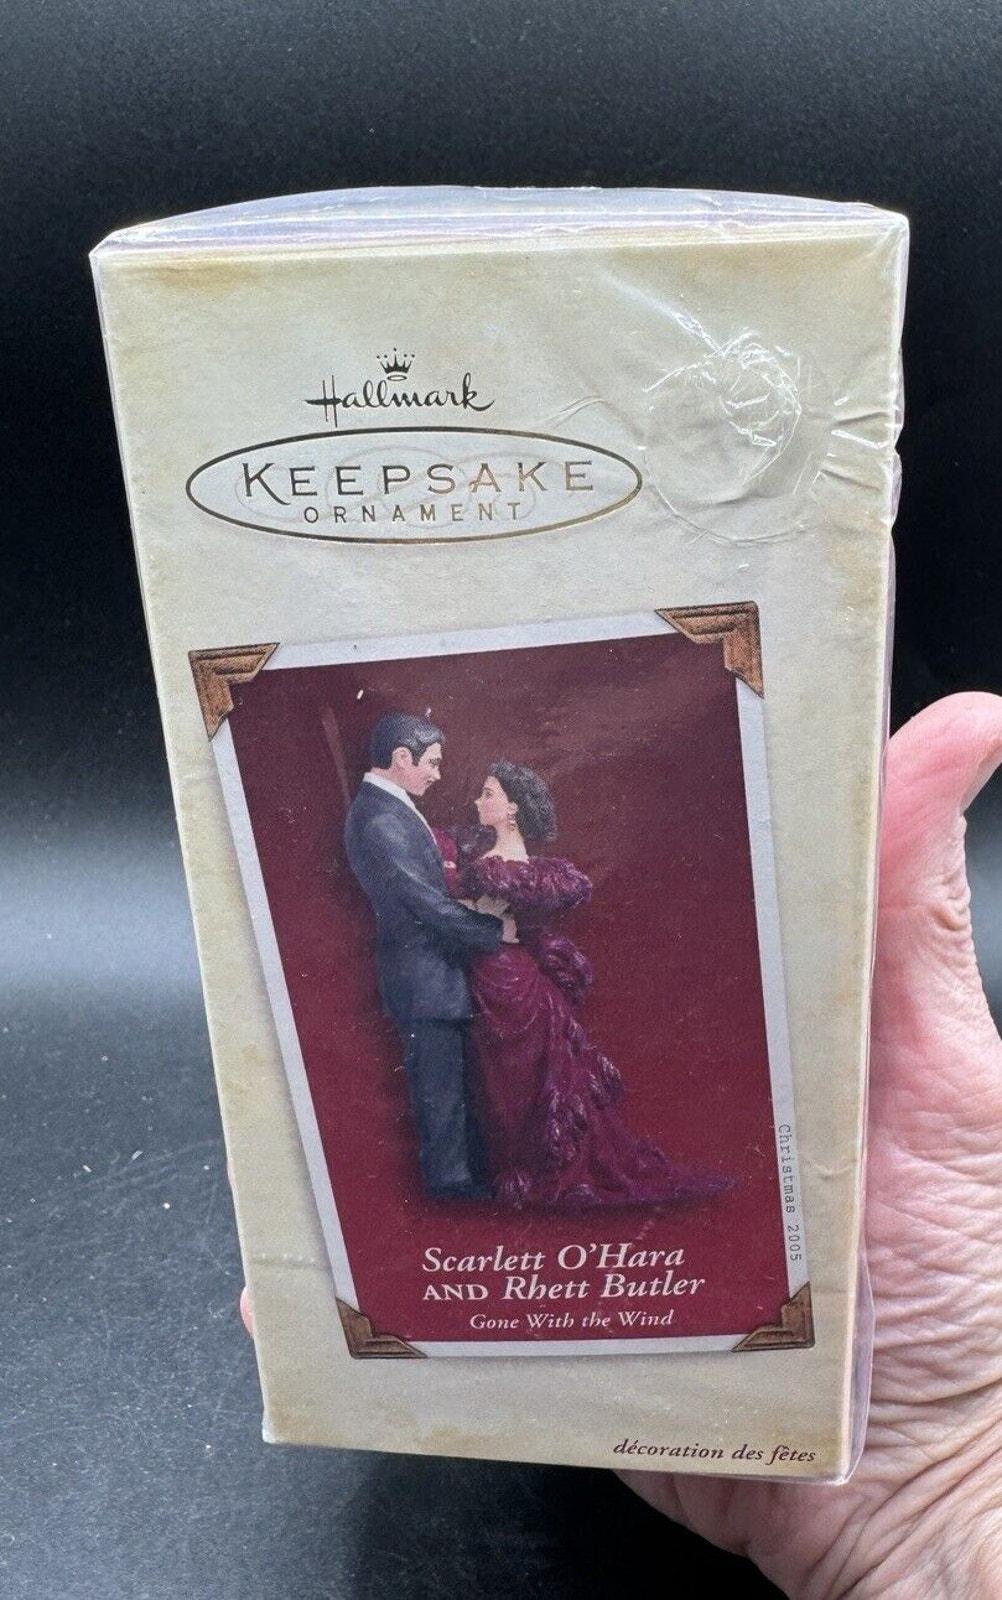 Hallmark
KEEPSAKE
ORNAMENT
Christmas 2005
Scarlett O'Hara
AND Rhett Butler
Gone With the Wind
décoration des fêtes